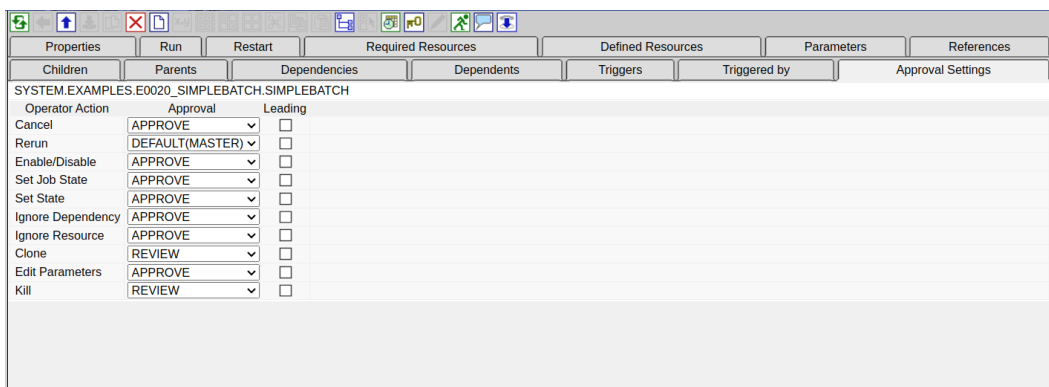 Properties Run Restart Required Resources Defined Resources Parameters References
Children Parents Dependencies Dependents Triggers Triggered by Approval Settings
SYSTEM.EXAMPLES.E0020_SIMPLEBATCH.SIMPLEBATCH
Operator Action Approval Leading
Cancel APPROVE
Rerun DEFAULT(MASTER)
Enable/Disable APPROVE
Set Job State APPROVE
Set State APPROVE
Ignore Dependency APPROVE
Ignore Resource APPROVE
Clone REVIEW
Edit Parameters APPROVE
Kill REVIEW